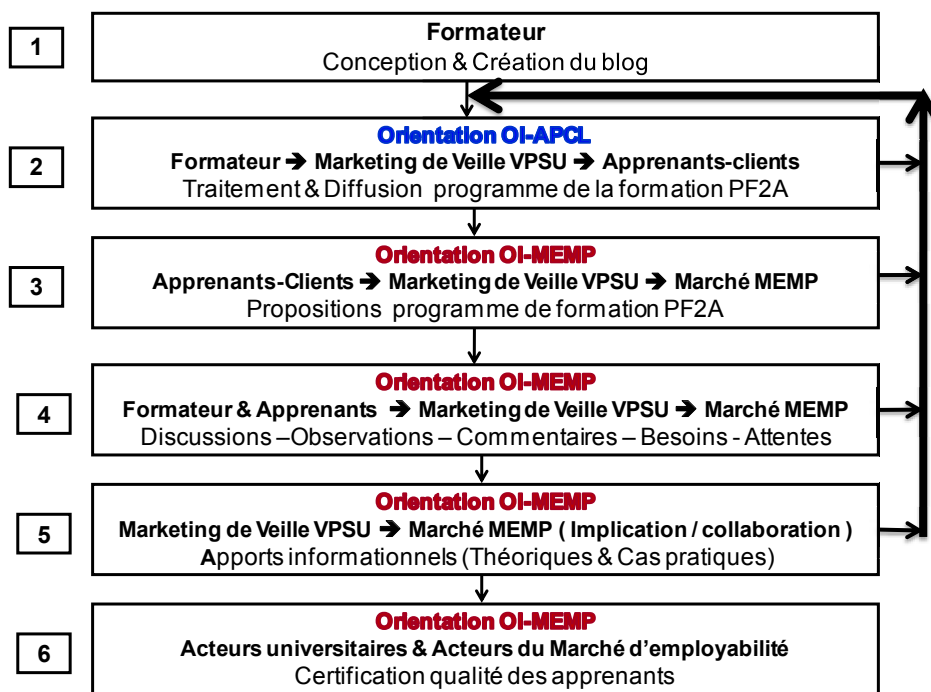 1
Formateur
Conception & Création du blog
2
Orientation OI-APCL
Formateur ➔ Marketing de Veille VPSU ➔ Apprenants-clients
Traitement & Diffusion programme de la formation PF2A
3
Orientation OI-MEMP
Apprenants-Clients ➔ Marketing de Veille VPSU ➔ Marché MEMP
Propositions programme de formation PF2A
4
Orientation OI-MEMP
Formateur & Apprenants ➔ Marketing de Veille VPSU ➔ Marché MEMP
Discussions –Observations – Commentaires – Besoins - Attentes
5
Orientation OI-MEMP
Marketing de Veille VPSU ➔ Marché MEMP ( Implication / collaboration )
Apports informationnels (Théoriques & Cas pratiques)
6
Orientation OI-MEMP
Acteurs universitaires & Acteurs du Marché d'employabilité
Certification qualité des apprenants